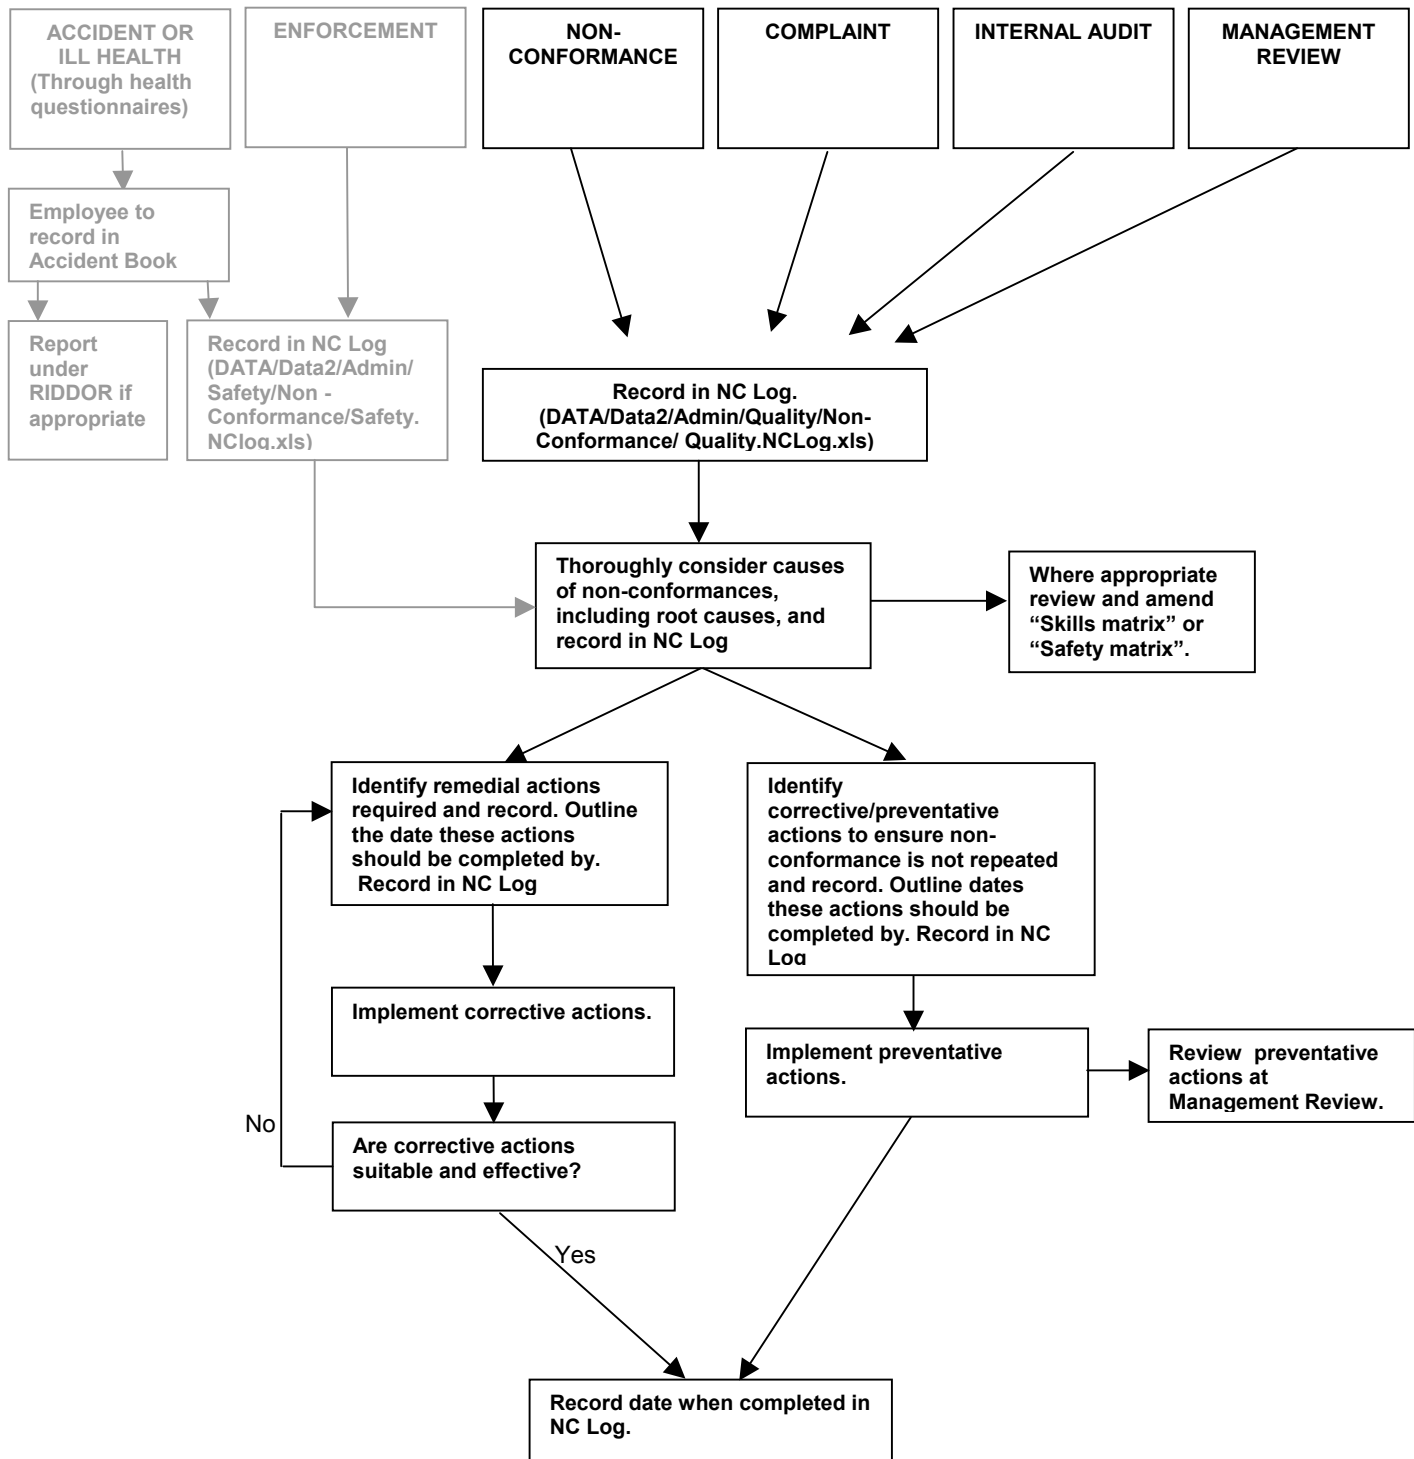 ACCIDENT OR
ILL HEALTH
(Through health
questionnaires)
ENFORCEMENT
NON-
CONFORMANCE
COMPLAINT
INTERNAL AUDIT
MANAGEMENT
REVIEW
Employee to
record in
Accident Book
Report
under
RIDDOR if
appropriate
Record in NC Log
(DATA/Data2/Admin/
Safety/Non -
Conformance/Safety.
NClog.xls)
Record in NC Log.
(DATA/Data2/Admin/Quality/Non-
Conformance/ Quality.NCLog.xls)
Thoroughly consider causes
of non-conformances,
including root causes, and
record in NC Log
Where appropriate
review and amend
“Skills matrix” or
“Safety matrix”.
Identify remedial actions
required and record. Outline
the date these actions
should be completed by.
Record in NC Log
Identify
corrective/preventative
actions to ensure non-
conformance is not repeated
and record. Outline dates
these actions should be
completed by. Record in NC
Log
Implement corrective actions.
Implement preventative
actions.
Review preventative
actions at
Management Review.
No
Are corrective actions
suitable and effective?
Yes
Record date when completed in
NC Log.